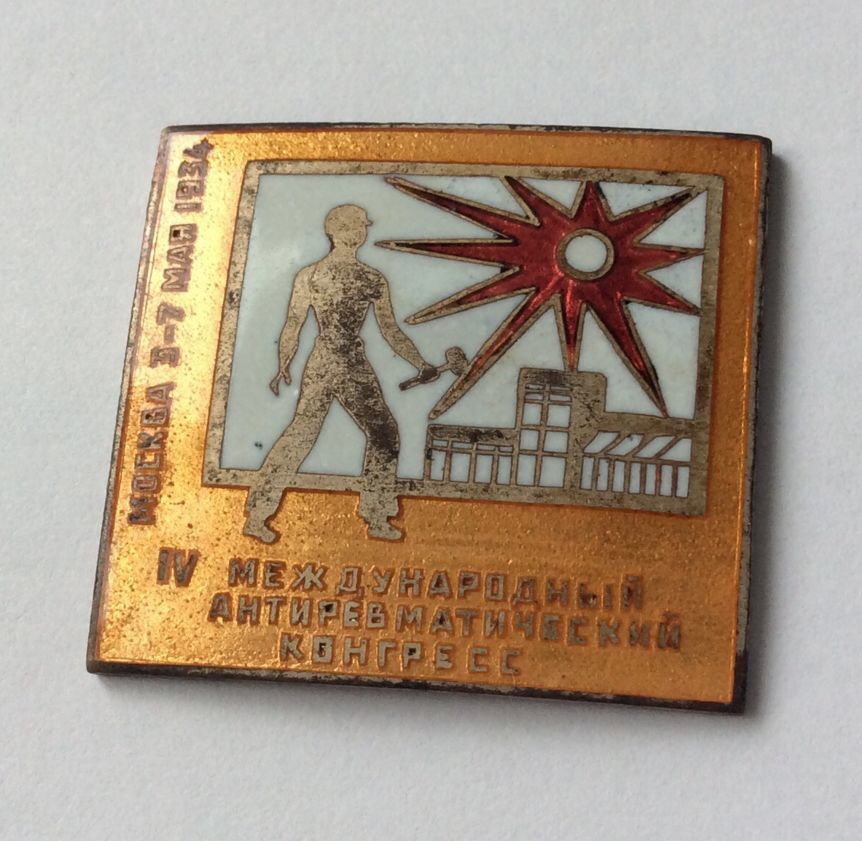 МОСКВА 3-7 МАЯ 1934
IV МЕЖДУНАРОДНЫЙ
АНТИРЕВМАТИЧЕСКИЙ
КОНГРЕСС